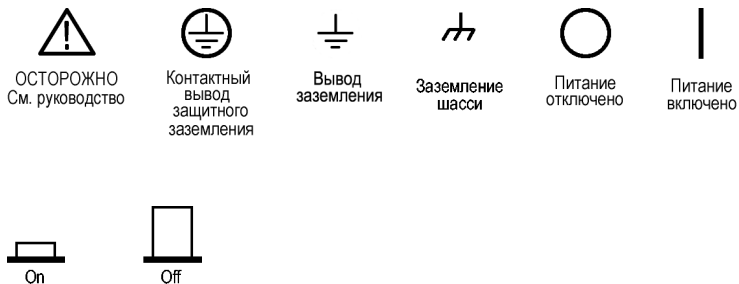 ОСТОРОЖНО
См. руководство
Контактный
вывод
защитного
заземления
Вывод
заземления
Заземление
шасси
Питание
отключено
Питание
включено
On
Off